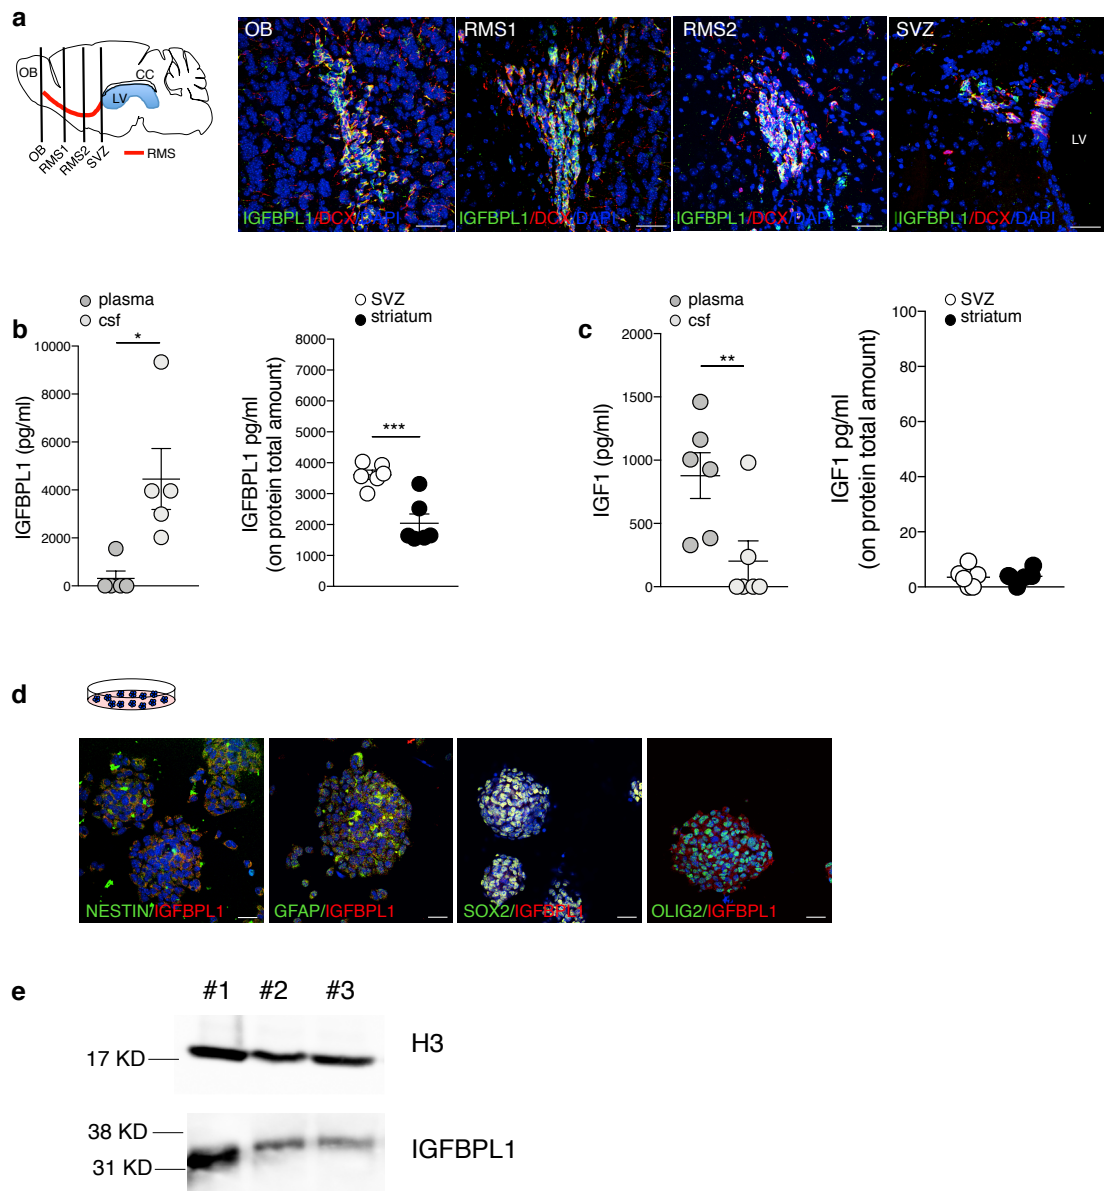 a
OB
CC
LV
OB
RMS1
RMS2
SVZ
RMS
OB
IGFBPL1/DCX/DAPI
RMS1
IGFBPL1/DCX/DAPI
RMS2
IGFBPL1/DCX/DAPI
SVZ
LV
IGFBPL1/DCX/DAPI
b
plasma
csf
*
IGFBPL1 (pg/ml)
10000
8000
6000
4000
2000
0
SVZ
striatum
***
IGFBPL1 pg/ml
(on protein total amount)
8000
7000
6000
5000
4000
3000
2000
1000
0
c
plasma
csf
**
IGF1 (pg/ml)
2000
1500
1000
500
0
SVZ
striatum
IGF1 pg/ml
(on protein total amount)
100
80
60
40
20
0
d
NESTIN/IGFBPL1
GFAP/IGFBPL1
SOX2/IGFBPL1
OLIG2/IGFBPL1
e
#1 #2 #3
17 KD
H3
38 KD
31 KD
IGFBPL1